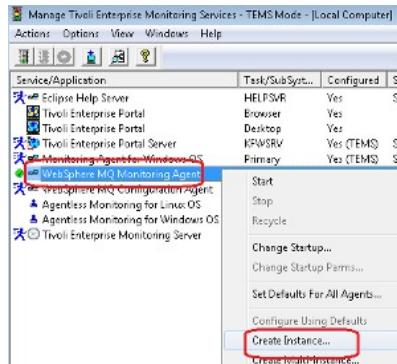 Manage Tivoli Enterprise Monitoring Services - TEMS Mode - [Local Computer]
Actions Options View Windows Help
Service/Application Task/SubSyst... Configured S
Eclipse Help Server HELPSVR Yes S
Tivoli Enterprise Portal Browser Yes
Tivoli Enterprise Portal Desktop Yes
Tivoli Enterprise Portal Server KFWSRV Yes (TEMS) S
Monitoring Agent for Windows OS Primary Yes (TEMS) S
WebSphere MQ Monitoring Agent
WebSphere MQ Configuration Agent
Agentless Monitoring for Linux OS
Agentless Monitoring for Windows OS
Tivoli Enterprise Monitoring Server
Start
Stop
Recycle
Change Startup...
Change Startup Parms...
Set Defaults For All Agents...
Configure Using Defaults
Create Instance...
Create Multi-Instance...